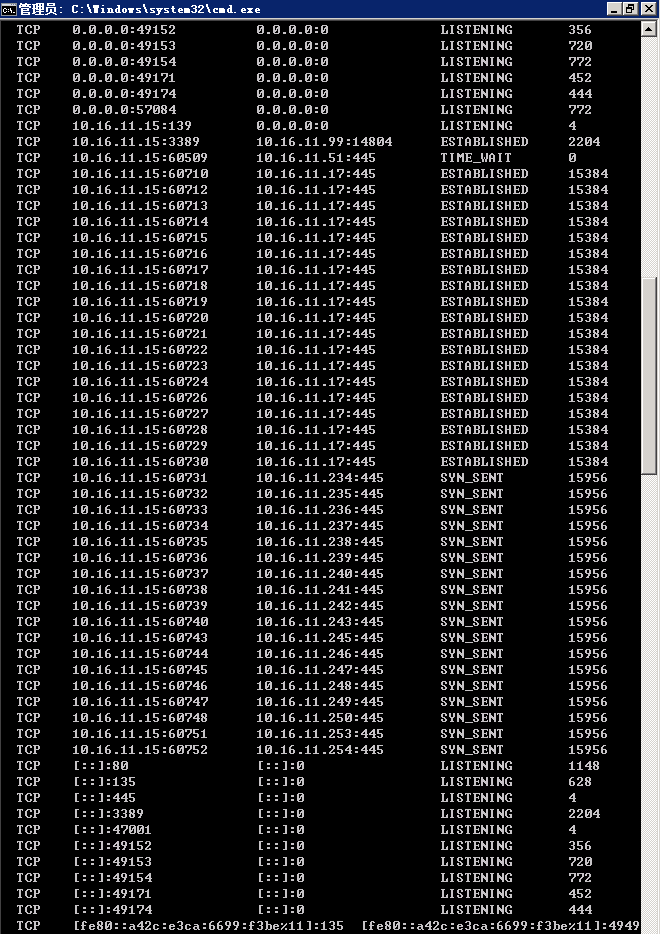 管理员: C:\Windows\system32\cmd.exe
TCP 0.0.0.0:49152 0.0.0.0:0 LISTENING 356
TCP 0.0.0.0:49153 0.0.0.0:0 LISTENING 720
TCP 0.0.0.0:49154 0.0.0.0:0 LISTENING 772
TCP 0.0.0.0:49171 0.0.0.0:0 LISTENING 452
TCP 0.0.0.0:49174 0.0.0.0:0 LISTENING 444
TCP 0.0.0.0:57084 0.0.0.0:0 LISTENING 772
TCP 10.16.11.15:139 0.0.0.0:0 LISTENING 4
TCP 10.16.11.15:3389 10.16.11.99:14804 ESTABLISHED 2204
TCP 10.16.11.15:60509 10.16.11.51:445 TIME_WAIT 0
TCP 10.16.11.15:60710 10.16.11.17:445 ESTABLISHED 15384
TCP 10.16.11.15:60712 10.16.11.17:445 ESTABLISHED 15384
TCP 10.16.11.15:60713 10.16.11.17:445 ESTABLISHED 15384
TCP 10.16.11.15:60714 10.16.11.17:445 ESTABLISHED 15384
TCP 10.16.11.15:60715 10.16.11.17:445 ESTABLISHED 15384
TCP 10.16.11.15:60716 10.16.11.17:445 ESTABLISHED 15384
TCP 10.16.11.15:60717 10.16.11.17:445 ESTABLISHED 15384
TCP 10.16.11.15:60718 10.16.11.17:445 ESTABLISHED 15384
TCP 10.16.11.15:60719 10.16.11.17:445 ESTABLISHED 15384
TCP 10.16.11.15:60720 10.16.11.17:445 ESTABLISHED 15384
TCP 10.16.11.15:60721 10.16.11.17:445 ESTABLISHED 15384
TCP 10.16.11.15:60722 10.16.11.17:445 ESTABLISHED 15384
TCP 10.16.11.15:60723 10.16.11.17:445 ESTABLISHED 15384
TCP 10.16.11.15:60724 10.16.11.17:445 ESTABLISHED 15384
TCP 10.16.11.15:60726 10.16.11.17:445 ESTABLISHED 15384
TCP 10.16.11.15:60727 10.16.11.17:445 ESTABLISHED 15384
TCP 10.16.11.15:60728 10.16.11.17:445 ESTABLISHED 15384
TCP 10.16.11.15:60729 10.16.11.17:445 ESTABLISHED 15384
TCP 10.16.11.15:60730 10.16.11.17:445 ESTABLISHED 15384
TCP 10.16.11.15:60731 10.16.11.234:445 SYN_SENT 15956
TCP 10.16.11.15:60732 10.16.11.235:445 SYN_SENT 15956
TCP 10.16.11.15:60733 10.16.11.236:445 SYN_SENT 15956
TCP 10.16.11.15:60734 10.16.11.237:445 SYN_SENT 15956
TCP 10.16.11.15:60735 10.16.11.238:445 SYN_SENT 15956
TCP 10.16.11.15:60736 10.16.11.239:445 SYN_SENT 15956
TCP 10.16.11.15:60737 10.16.11.240:445 SYN_SENT 15956
TCP 10.16.11.15:60738 10.16.11.241:445 SYN_SENT 15956
TCP 10.16.11.15:60739 10.16.11.242:445 SYN_SENT 15956
TCP 10.16.11.15:60740 10.16.11.243:445 SYN_SENT 15956
TCP 10.16.11.15:60743 10.16.11.245:445 SYN_SENT 15956
TCP 10.16.11.15:60744 10.16.11.246:445 SYN_SENT 15956
TCP 10.16.11.15:60745 10.16.11.247:445 SYN_SENT 15956
TCP 10.16.11.15:60746 10.16.11.248:445 SYN_SENT 15956
TCP 10.16.11.15:60747 10.16.11.249:445 SYN_SENT 15956
TCP 10.16.11.15:60748 10.16.11.250:445 SYN_SENT 15956
TCP 10.16.11.15:60751 10.16.11.253:445 SYN_SENT 15956
TCP 10.16.11.15:60752 10.16.11.254:445 SYN_SENT 15956
TCP [::]:80 [::]:0 LISTENING 1148
TCP [::]:135 [::]:0 LISTENING 628
TCP [::]:445 [::]:0 LISTENING 4
TCP [::]:3389 [::]:0 LISTENING 2204
TCP [::]:47001 [::]:0 LISTENING 4
TCP [::]:49152 [::]:0 LISTENING 356
TCP [::]:49153 [::]:0 LISTENING 720
TCP [::]:49154 [::]:0 LISTENING 772
TCP [::]:49171 [::]:0 LISTENING 452
TCP [::]:49174 [::]:0 LISTENING 444
TCP [fe80::a42c:e3ca:6699:f3be%11]:135 [fe80::a42c:e3ca:6699:f3be%11]:4949